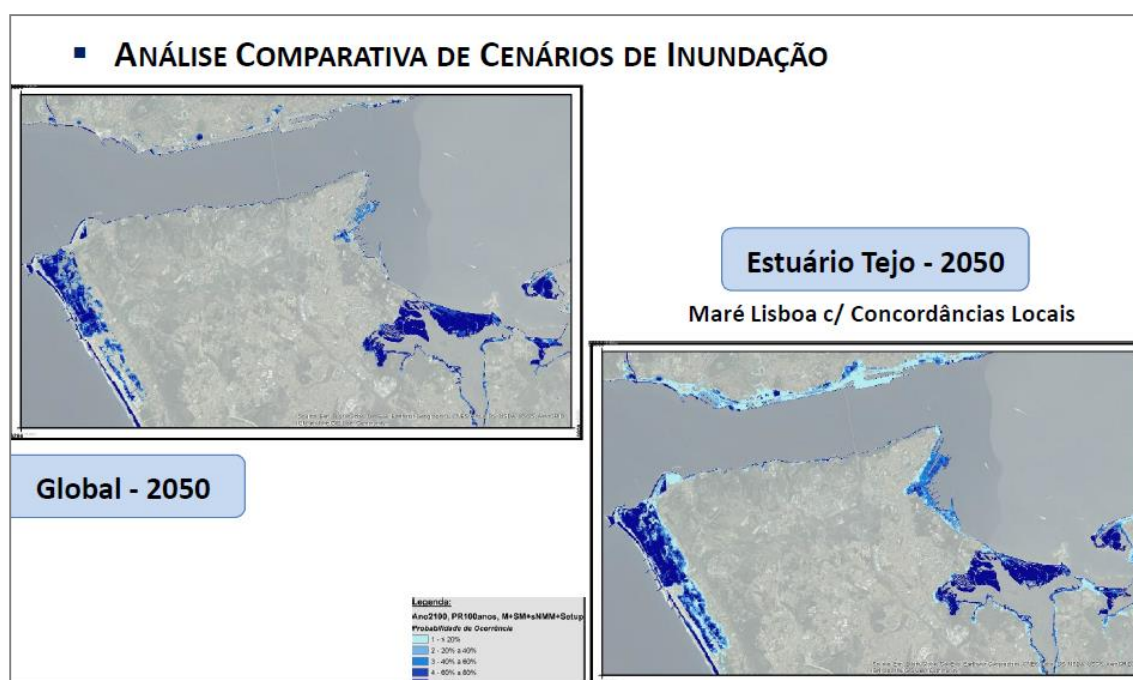 ▪ ANÁLISE COMPARATIVA DE CENÁRIOS DE INUNDAÇÃO
Estuário Tejo - 2050
Maré Lisboa c/ Concordâncias Locais
Global - 2050
Legenda:
Ano2100, PR100anos, M+SM+sNMM+Setup
Probabilidade de Ocorrência
1 - ≤ 20%
2 - 20% a 40%
3 - 40% a 60%
4 - 60% a 80%